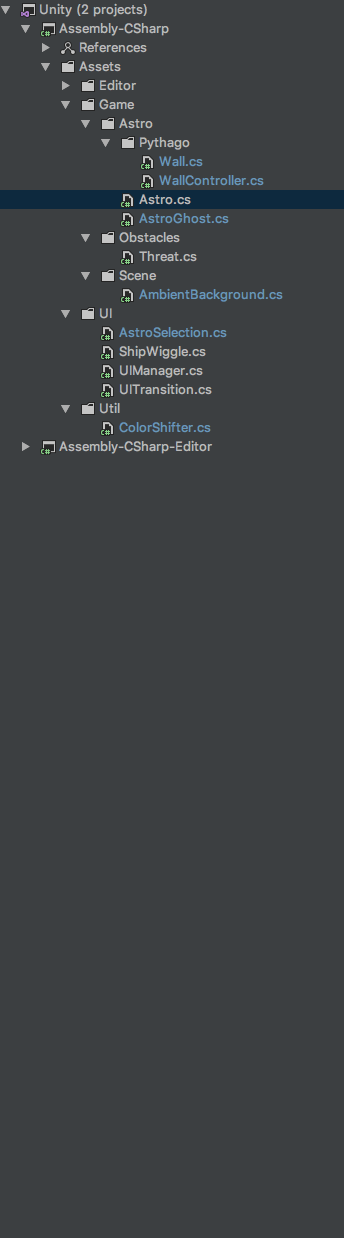 Unity (2 projects)
Assembly-CSharp
References
Assets
Editor
Game
Astro
Pythago
Wall.cs
WallController.cs
Astro.cs
AstroGhost.cs
Obstacles
Threat.cs
Scene
AmbientBackground.cs
UI
AstroSelection.cs
ShipWiggle.cs
UIManager.cs
UITransition.cs
Util
ColorShifter.cs
Assembly-CSharp-Editor